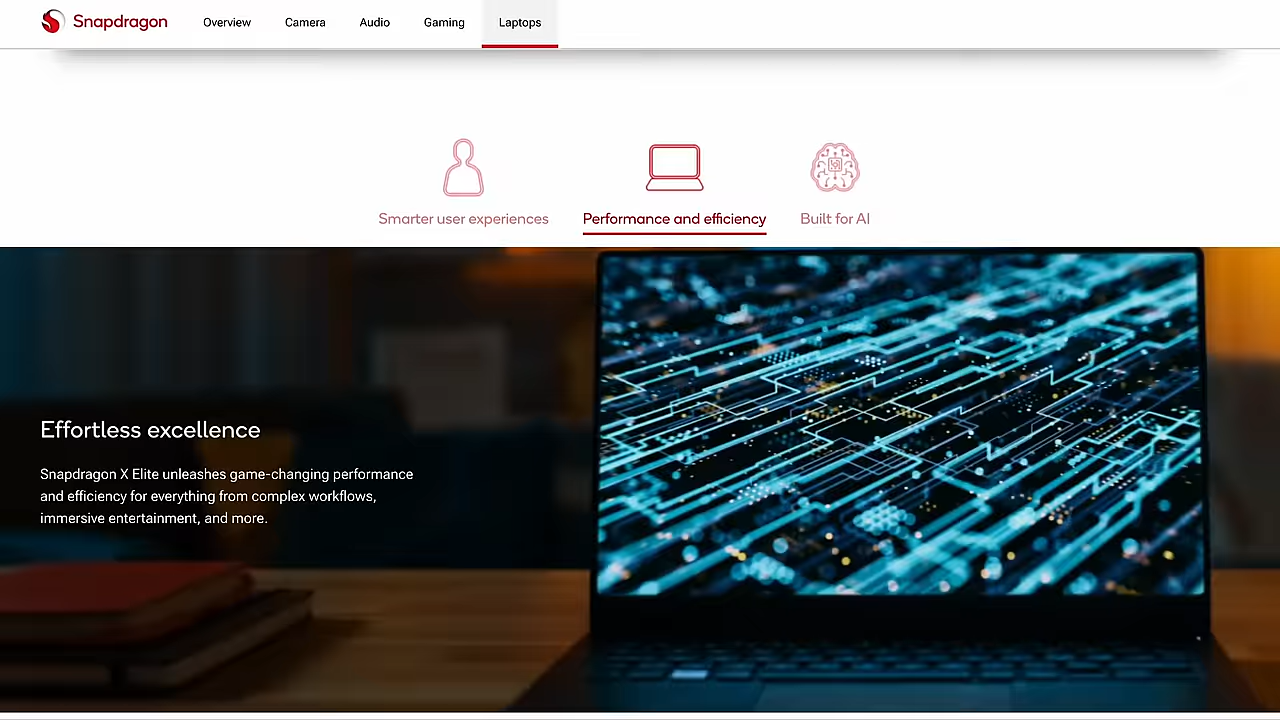 Snapdragon
Overview
Camera
Audio
Gaming
Laptops
Smarter user experiences
Performance and efficiency
Built for AI
Effortless excellence
Snapdragon X Elite unleashes game-changing performance
and efficiency for everything from complex workflows,
immersive entertainment, and more.